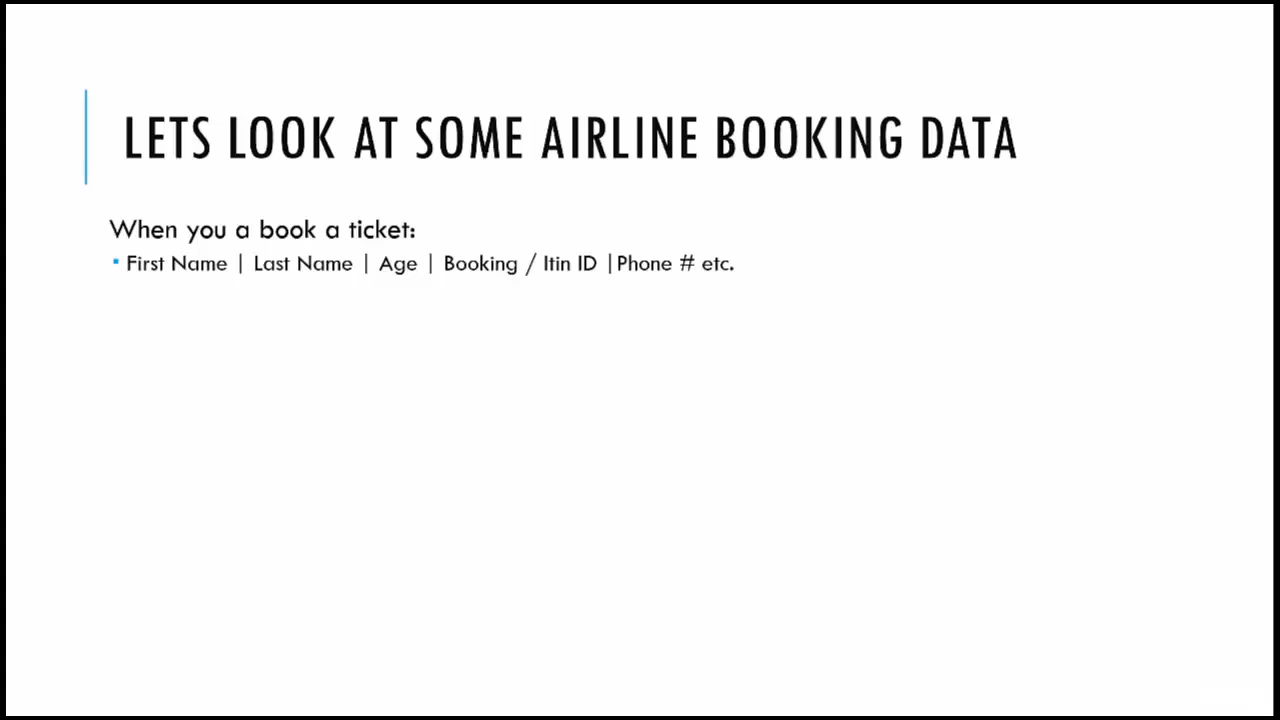 LETS LOOK AT SOME AIRLINE BOOKING DATA
When you a book a ticket:
▪ First Name | Last Name | Age | Booking / Itin ID |Phone # etc.